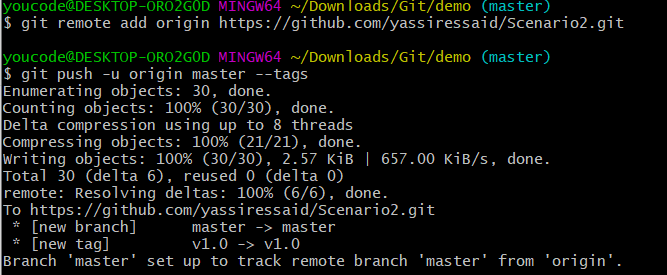 youcode@DESKTOP-ORO2G0D MINGW64 ~/Downloads/Git/demo (master)
$ git remote add origin https://github.com/yassiressaid/Scenario2.git
youcode@DESKTOP-ORO2G0D MINGW64 ~/Downloads/Git/demo (master)
$ git push -u origin master --tags
Enumerating objects: 30, done.
Counting objects: 100% (30/30), done.
Delta compression using up to 8 threads
Compressing objects: 100% (21/21), done.
Writing objects: 100% (30/30), 2.57 KiB | 657.00 KiB/s, done.
Total 30 (delta 6), reused 0 (delta 0)
remote: Resolving deltas: 100% (6/6), done.
To https://github.com/yassiressaid/Scenario2.git
 * [new branch]      master -> master
 * [new tag]         v1.0 -> v1.0
Branch 'master' set up to track remote branch 'master' from 'origin'.